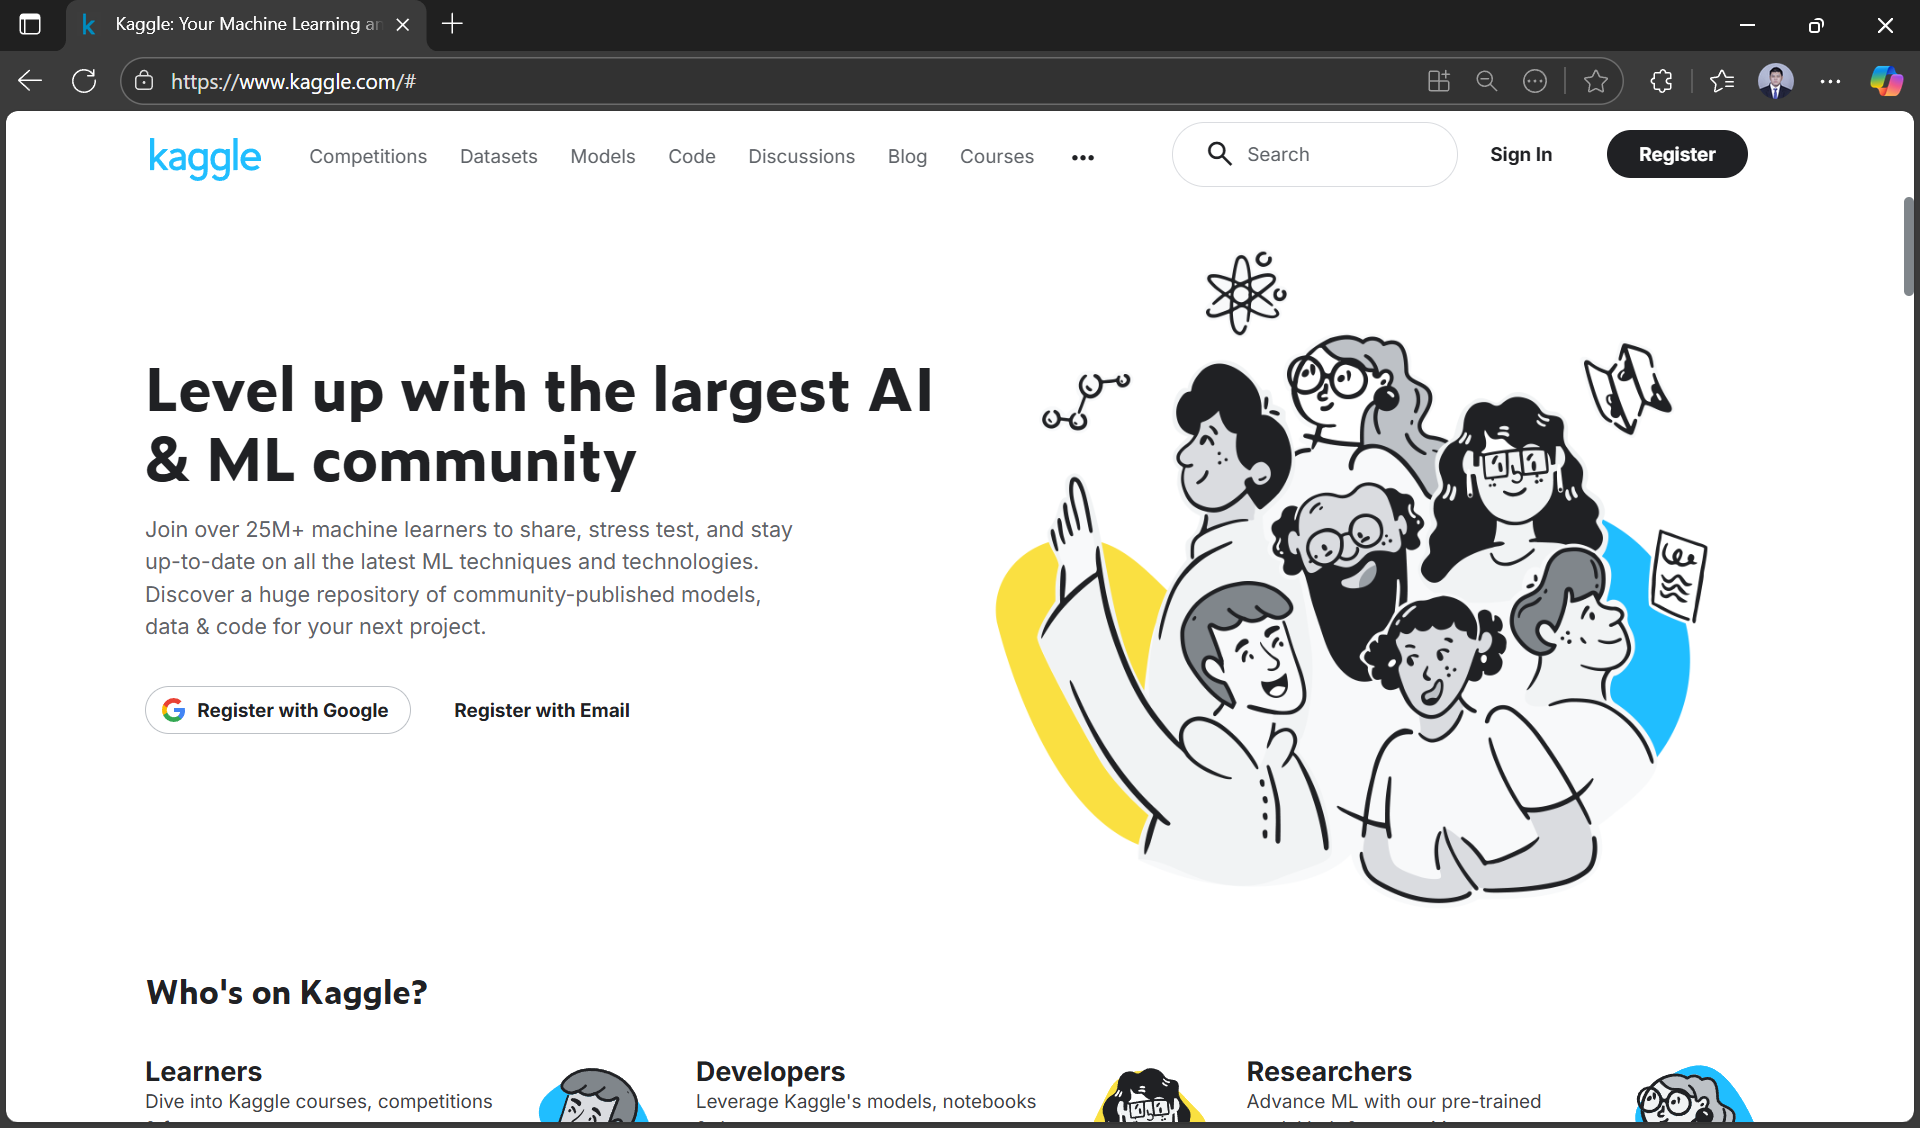 Kaggle: Your Machine Learning an
https://www.kaggle.com/#
kaggle
Competitions
Datasets
Models
Code
Discussions
Blog
Courses
Search
Sign In
Register
Level up with the largest AI
& ML community
Join over 25M+ machine learners to share, stress test, and stay
up-to-date on all the latest ML techniques and technologies.
Discover a huge repository of community-published models,
data & code for your next project.
Register with Google
Register with Email
Who's on Kaggle?
Learners
Dive into Kaggle courses, competitions
Developers
Leverage Kaggle's models, notebooks
Researchers
Advance ML with our pre-trained